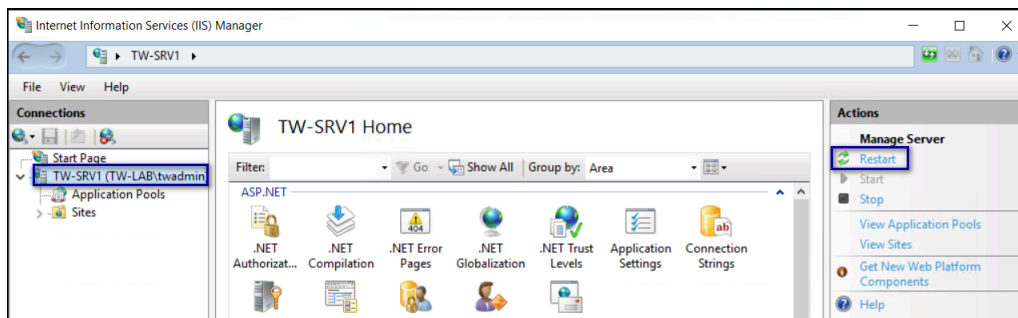 Internet Information Services (IIS) Manager
TW-SRV1
File View Help
Connections
Start Page
TW-SRV1 (TW-LAB\twadmin
Application Pools
Sites
TW-SRV1 Home
Filter: Go Show All Group by: Area
ASP.NET
.NET Authorizat...
.NET Compilation
404
.NET Error Pages
.NET Globalization
.NET Trust Levels
Application Settings
ab
Connection Strings
Actions
Manage Server
Restart
Start
Stop
View Application Pools
View Sites
Get New Web Platform
Components
Help